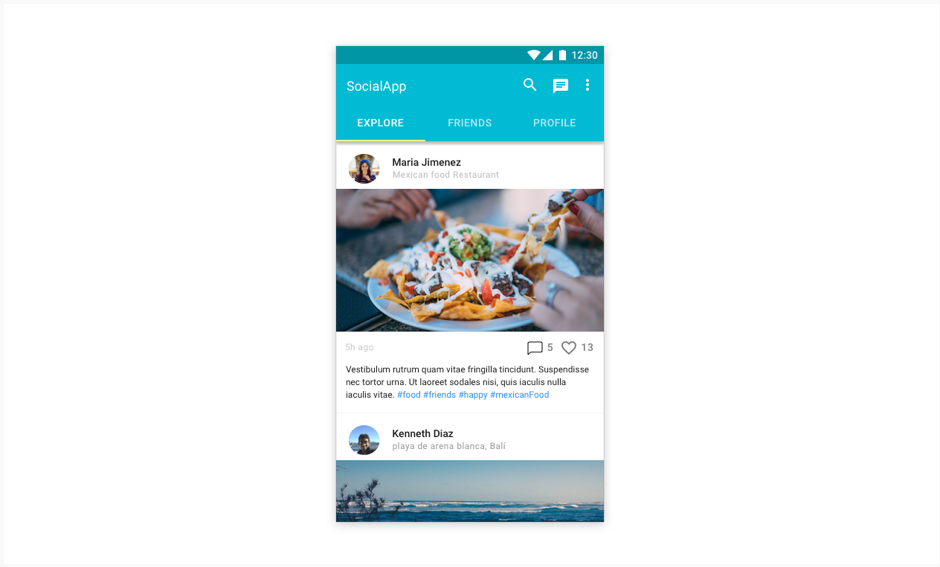 12:30
SocialApp
EXPLORE FRIENDS PROFILE
Maria Jimenez
Mexican food Restaurant
5h ago 5 13
Vestibulum rutrum quam vitae fringilla tincidunt. Suspendisse
nec tortor urna. Ut laoreet sodales nisi, quis iaculis nulla
iaculis vitae. #food #friends #happy #mexicanFood
Kenneth Diaz
playa de arena blanca, Balí